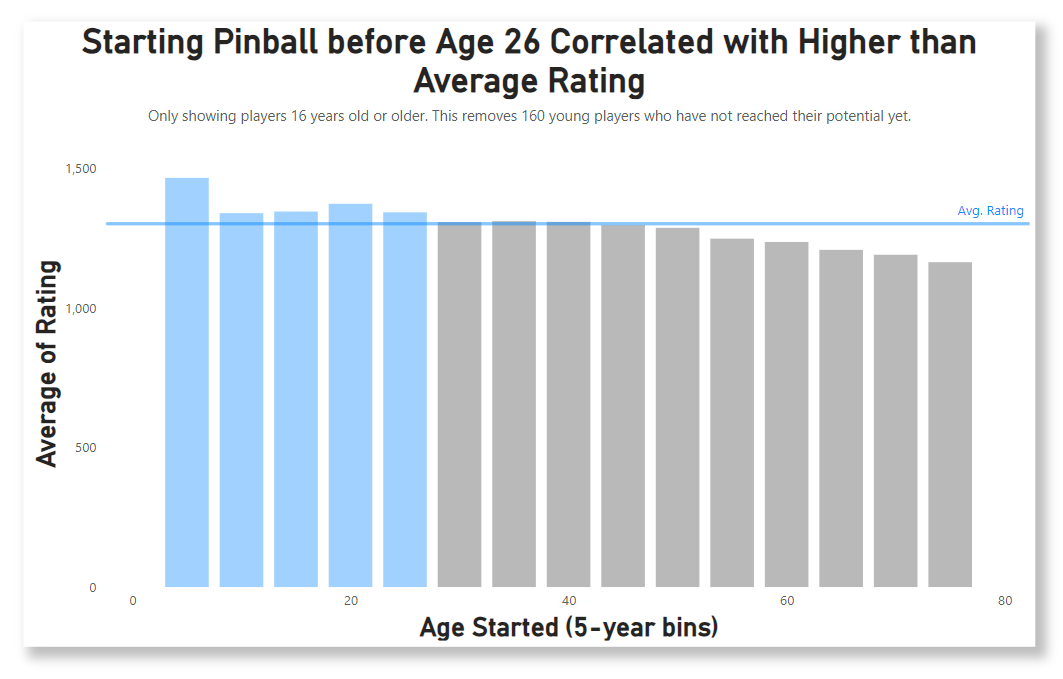 Starting Pinball before Age 26 Correlated with Higher than
Average Rating
Only showing players 16 years old or older. This removes 160 young players who have not reached their potential yet.
1,500
Avg. Rating
1,000
500
0
Average of Rating
0 20 40 60 80
Age Started (5-year bins)